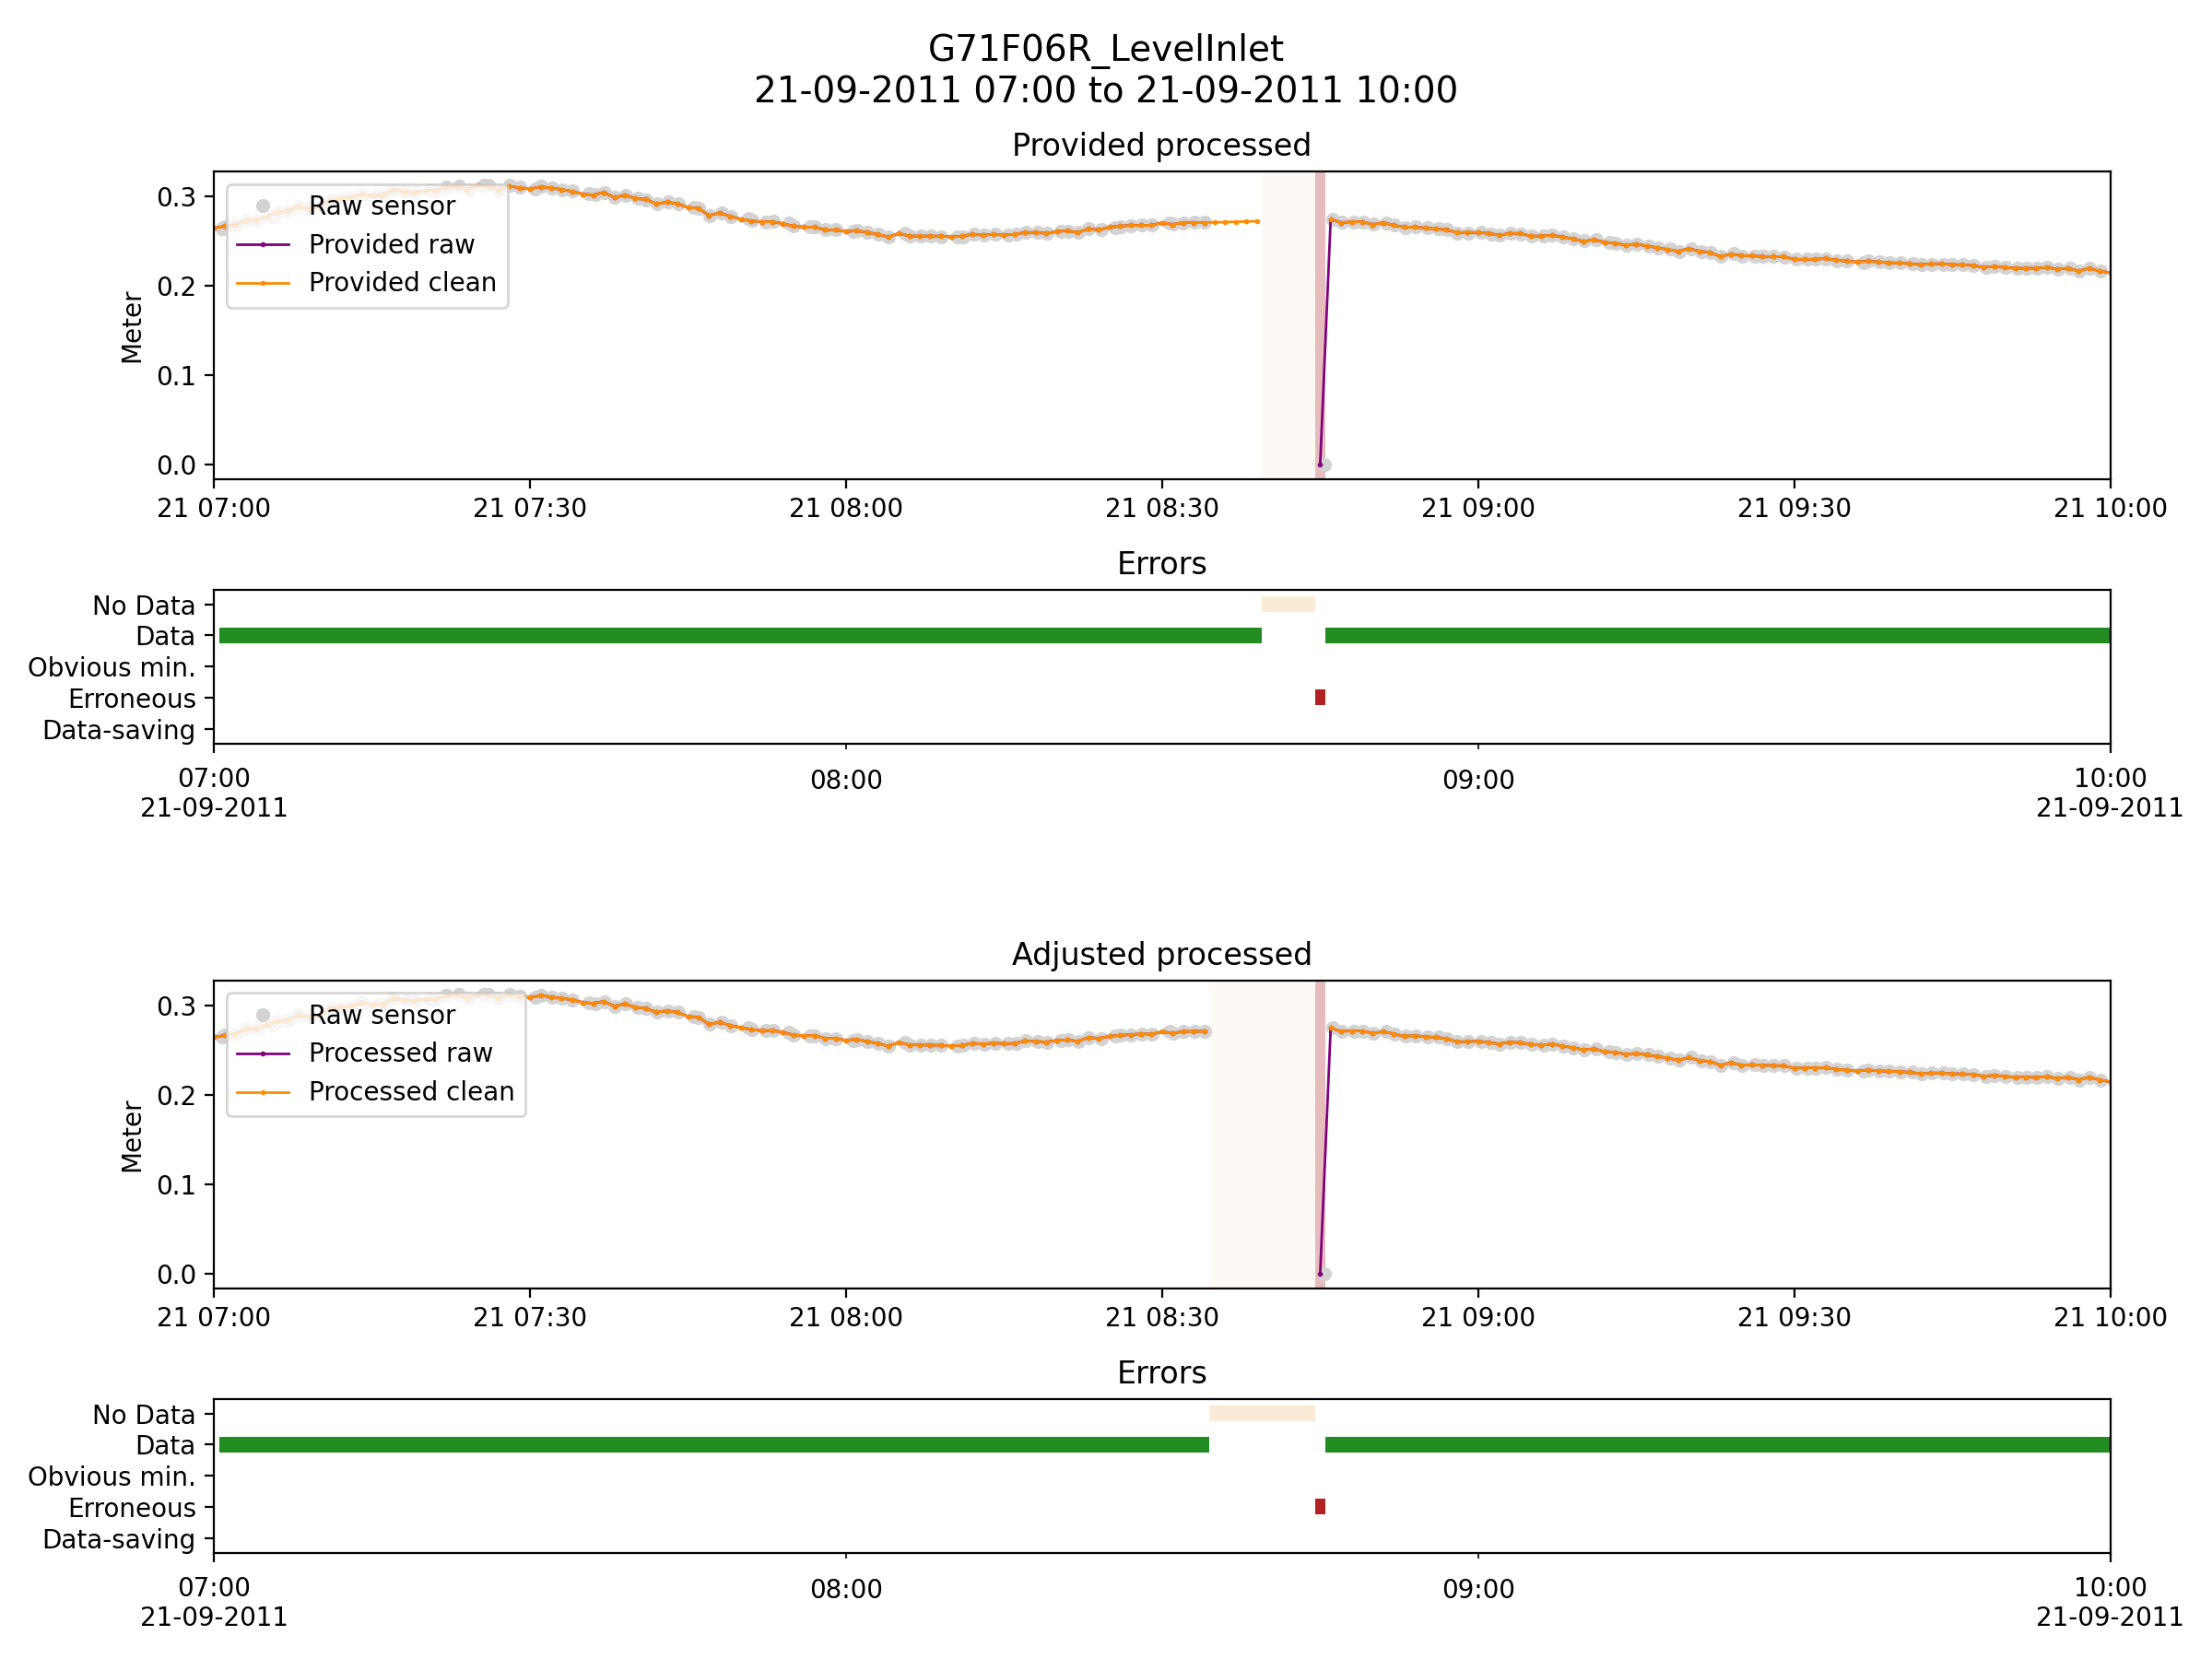 G71F06R_LevelInlet
21-09-2011 07:00 to 21-09-2011 10:00
Provided processed
Raw sensor
Provided raw
Provided clean
Meter
0.3
0.2
0.1
0.0
21 07:00 21 07:30 21 08:00 21 08:30 21 09:00 21 09:30 21 10:00
Errors
No Data
Data
Obvious min.
Erroneous
Data-saving
07:00 08:00 09:00 10:00
21-09-2011 21-09-2011
Adjusted processed
Raw sensor
Processed raw
Processed clean
Meter
0.3
0.2
0.1
0.0
21 07:00 21 07:30 21 08:00 21 08:30 21 09:00 21 09:30 21 10:00
Errors
No Data
Data
Obvious min.
Erroneous
Data-saving
07:00 08:00 09:00 10:00
21-09-2011 21-09-2011